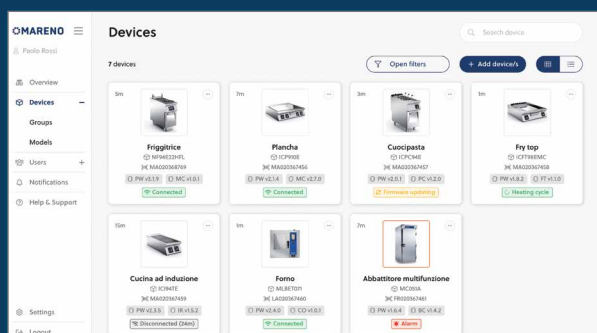 MARENO
Paolo Rossi
Overview
Devices
Groups
Models
Users
Notifications
Help & Support
Settings
Logout
Devices
Search device
7 devices
Open filters
+ Add device/s
5m
Friggitrice
NF94E22HFL
MA020368769
PW v3.1.9 MC v1.0.1
Connected
7m
Plancha
ICP910E
MA020367456
PW v2.1.4 MC v2.7.0
Connected
3m
Cuocipasta
ICPC94E
MA020367457
PW v2.0.1 PC v1.2.0
Firmware updating
1m
Fry top
ICFT98EMC
MA020367458
PW v1.8.2 FT v1.1.0
Heating cycle
15m
Cucina ad induzione
ICI94TE
MA020367459
PW v2.3.5 IR v1.5.2
Disconnected (24m)
1m
Forno
LA020367460
PW v2.4.0 CO v1.0.1
Connected
7m
Abbattitore multifunzione
MC051A
FR020367461
PW v1.6.4 BC v1.4.2
Alarm